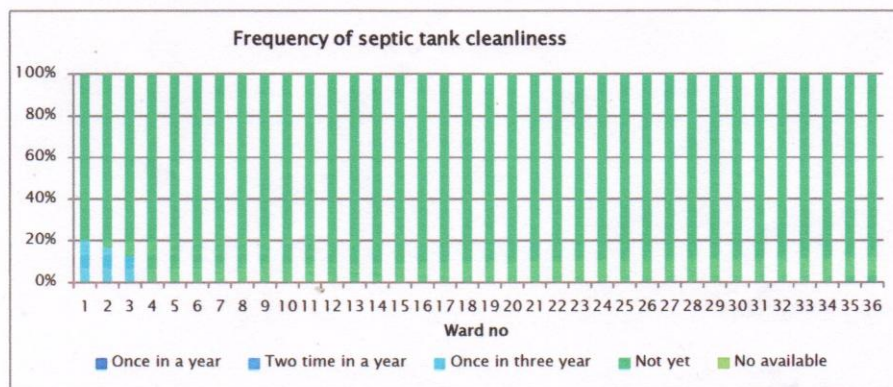 Frequency of septic tank cleanliness
100%
80%
60%
40%
20%
0%
1 2 3 4 5 6 7 8 9 10 11 12 13 14 15 16 17 18 19 20 21 22 23 24 25 26 27 28 29 30 31 32 33 34 35 36
Ward no
Once in a year Two time in a year Once in three year Not yet No available